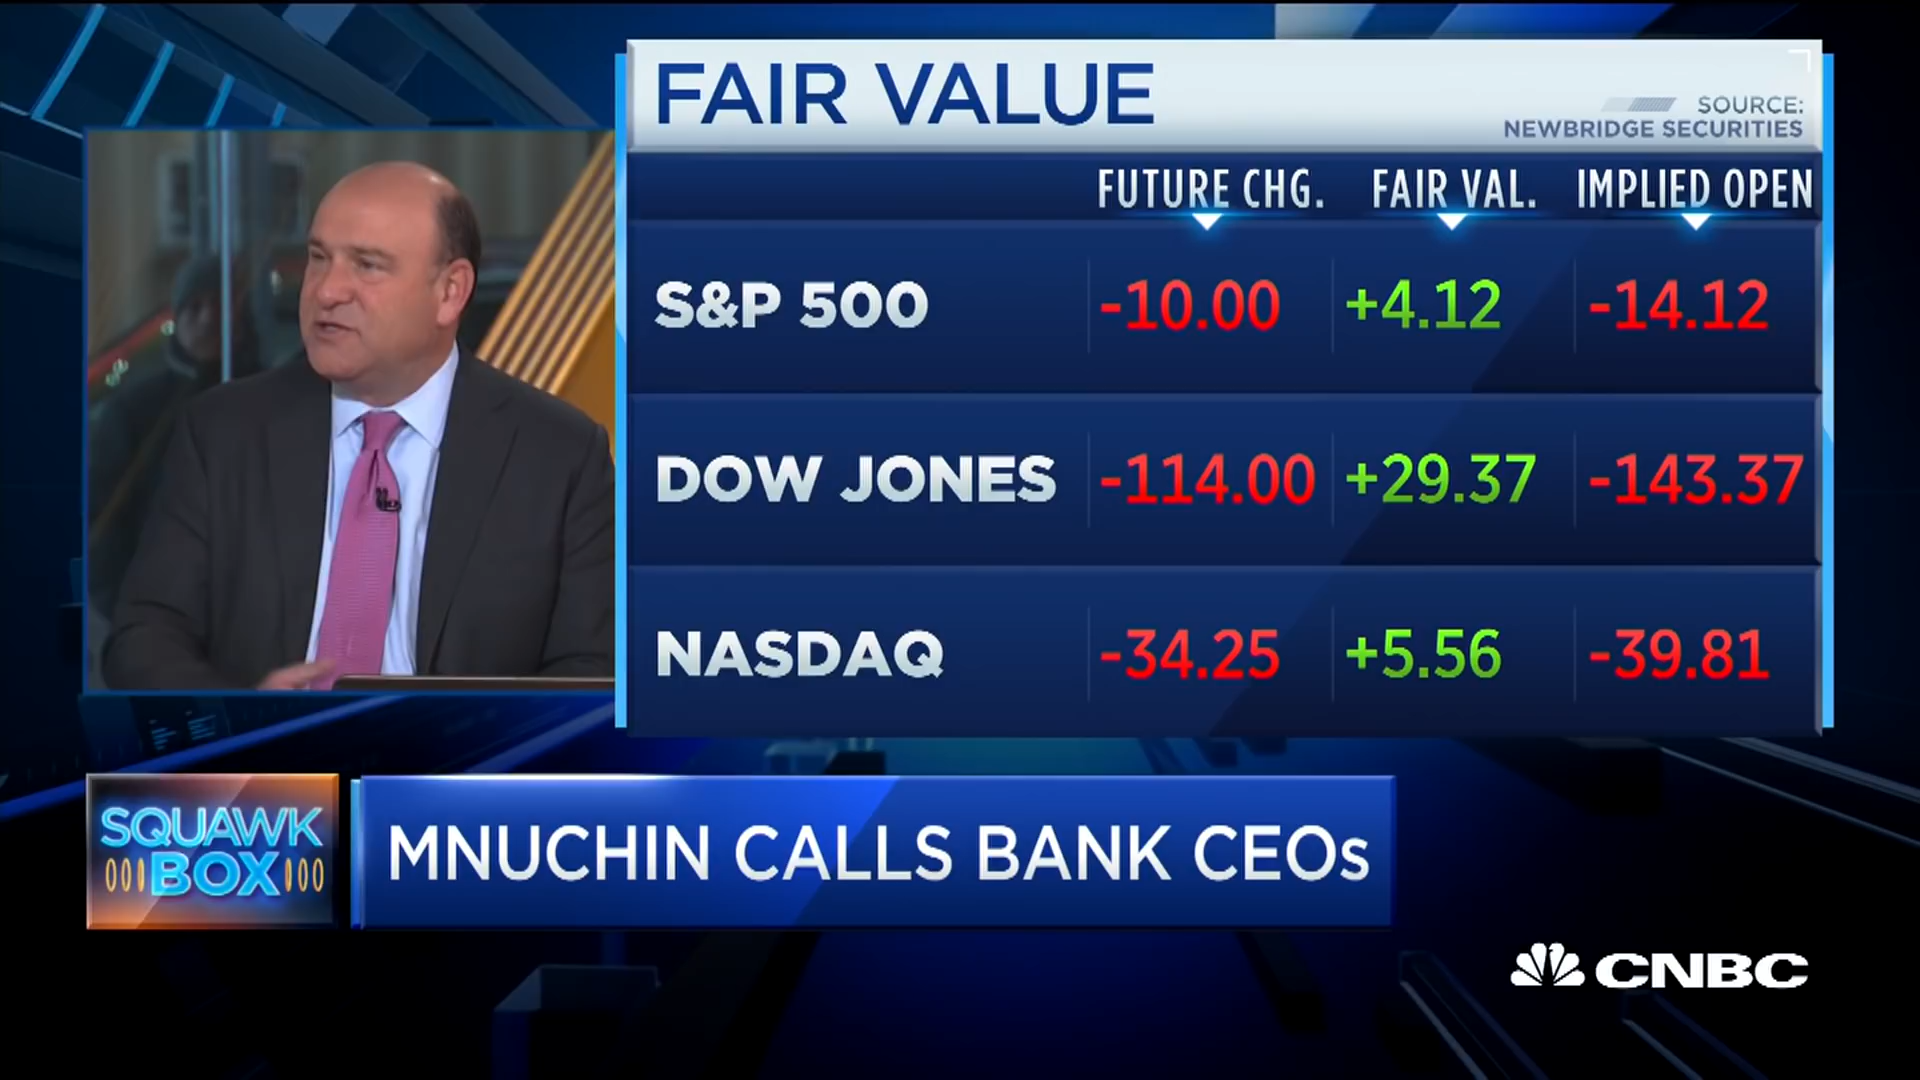 FAIR VALUE
SOURCE:
NEWBRIDGE SECURITIES
FUTURE CHG. FAIR VAL. IMPLIED OPEN
S&P 500 -10.00 +4.12 -14.12
DOW JONES -114.00 +29.37 -143.37
NASDAQ -34.25 +5.56 -39.81
SQUAWK
BOX
MNUCHIN CALLS BANK CEOs
CNBC